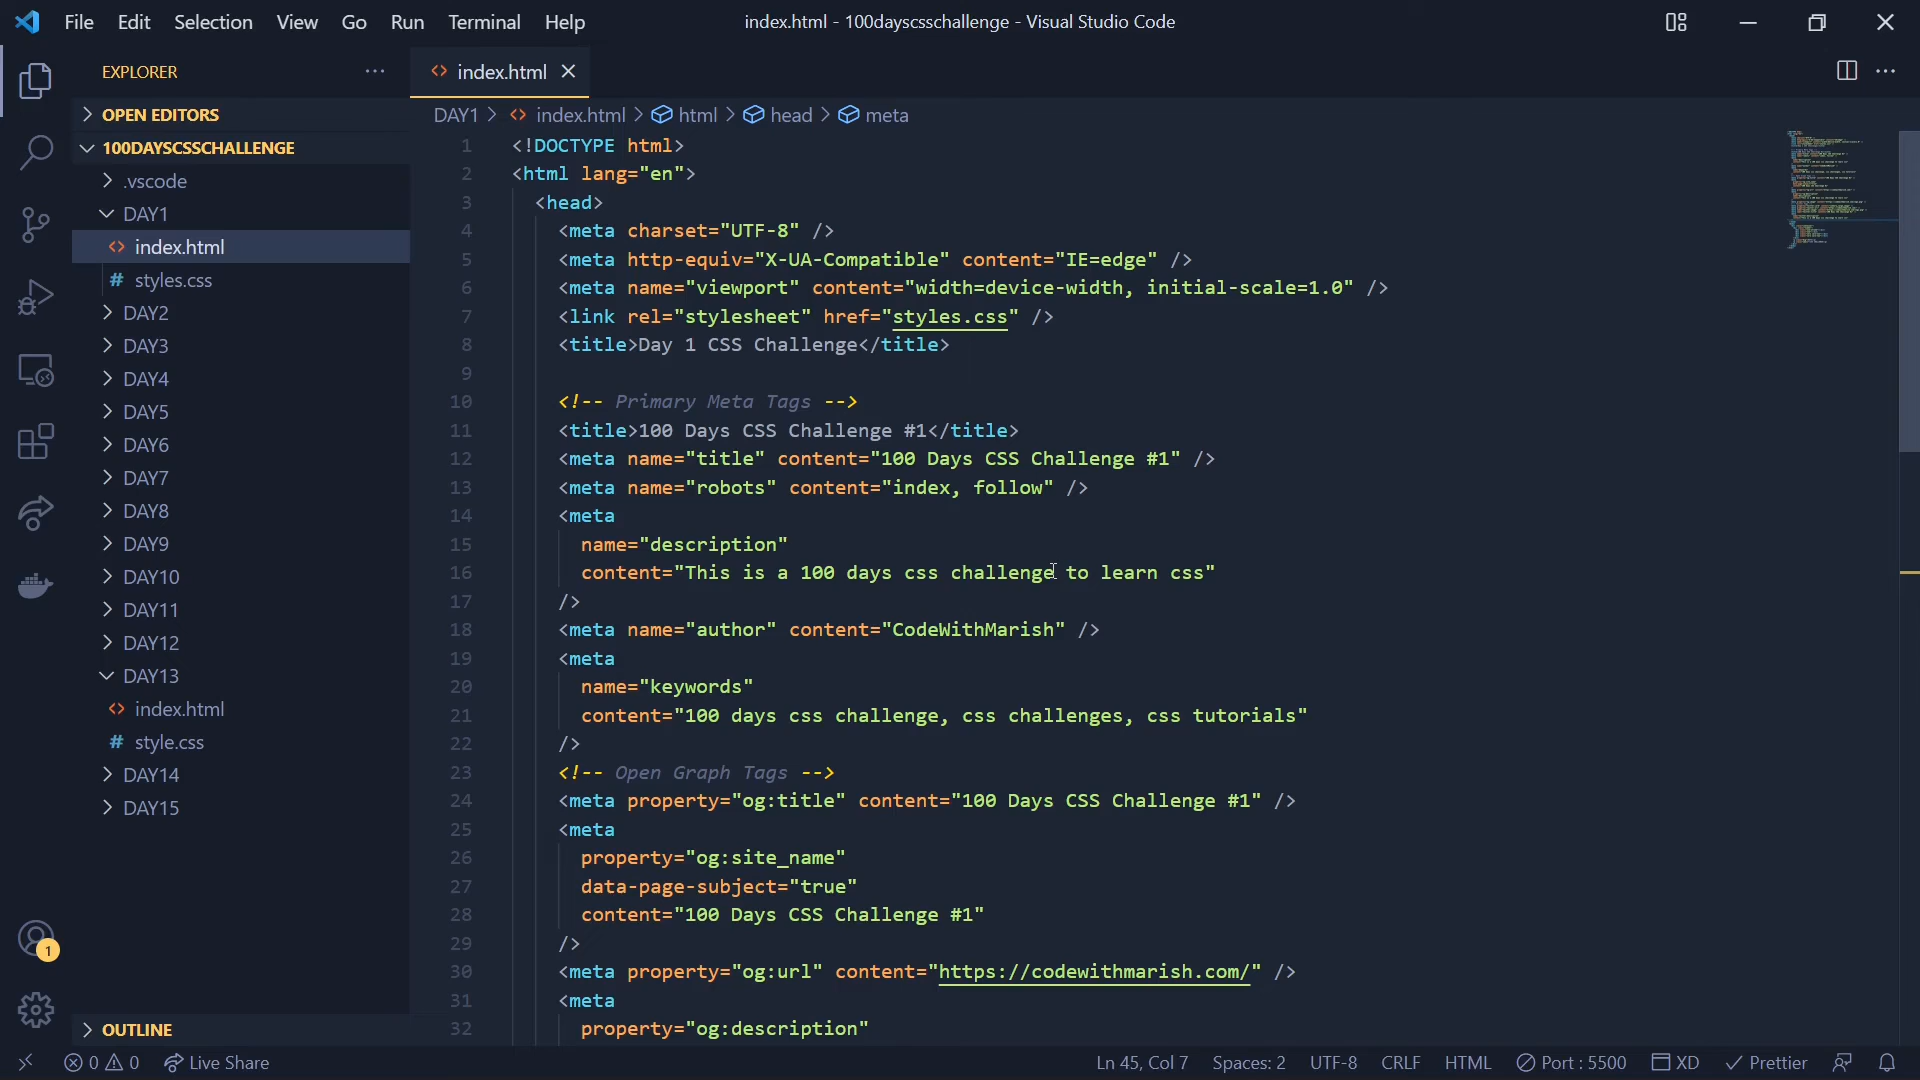 File Edit Selection View Go Run Terminal Help
index.html - 100dayscsschallenge - Visual Studio Code
EXPLORER
OPEN EDITORS
100DAYSCSSCHALLENGE
.vscode
DAY1
index.html
styles.css
DAY2
DAY3
DAY4
DAY5
DAY6
DAY7
DAY8
DAY9
DAY10
DAY11
DAY12
DAY13
index.html
style.css
DAY14
DAY15
OUTLINE
index.html
DAY1 > index.html > html > head > meta
1 <!DOCTYPE html>
2 <html lang="en">
3 <head>
4 <meta charset="UTF-8" />
5 <meta http-equiv="X-UA-Compatible" content="IE=edge" />
6 <meta name="viewport" content="width=device-width, initial-scale=1.0" />
7 <link rel="stylesheet" href="styles.css" />
8 <title>Day 1 CSS Challenge</title>
9
10 <!-- Primary Meta Tags -->
11 <title>100 Days CSS Challenge #1</title>
12 <meta name="title" content="100 Days CSS Challenge #1" />
13 <meta name="robots" content="index, follow" />
14 <meta
15 name="description"
16 content="This is a 100 days css challenge to learn css"
17 />
18 <meta name="author" content="CodeWithMarish" />
19 <meta
20 name="keywords"
21 content="100 days css challenge, css challenges, css tutorials"
22 />
23 <!-- Open Graph Tags -->
24 <meta property="og:title" content="100 Days CSS Challenge #1" />
25 <meta
26 property="og:site_name"
27 data-page-subject="true"
28 content="100 Days CSS Challenge #1"
29 />
30 <meta property="og:url" content="https://codewithmarish.com/" />
31 <meta
32 property="og:description"
1
0 0 Live Share
Ln 45, Col 7 Spaces: 2 UTF-8 CRLF HTML Port : 5500 XD Prettier